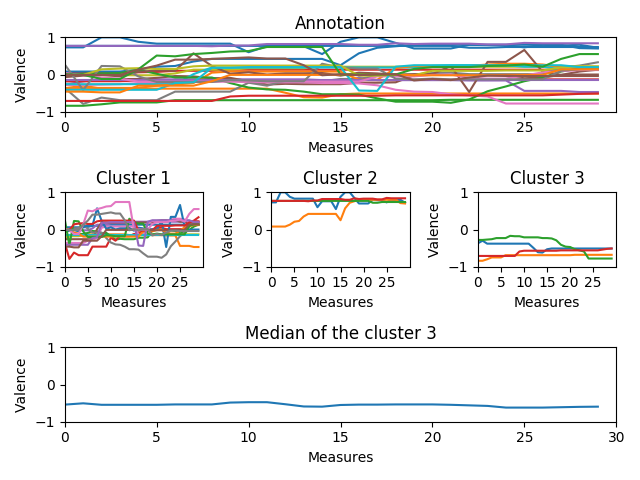 Annotation
1
0
−1
Valence
0 5 10 15 20 25
Measures
Cluster 1 Cluster 2 Cluster 3
1 1 1
0 0 0
−1 −1 −1
Valence Valence Valence
0 5 10 15 20 25 0 5 10 15 20 25 0 5 10 15 20 25
Measures Measures Measures
Median of the cluster 3
1
0
−1
Valence
0 5 10 15 20 25 30
Measures